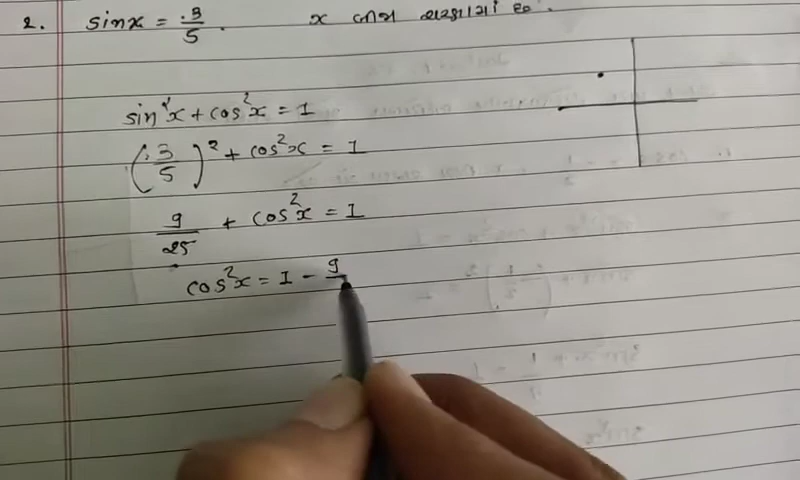 2. sinx = 3/5. x
sin²x + cos²x = 1
(3/5)² + cos²x = 1
9/25 + cos²x = 1
cos²x = 1 - 9